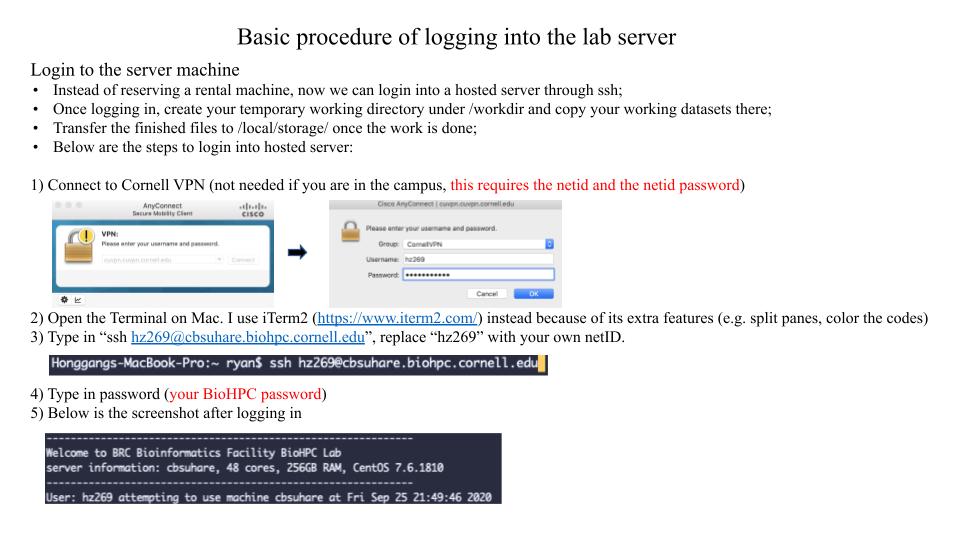 Basic procedure of logging into the lab server
Login to the server machine
• Instead of reserving a rental machine, now we can login into a hosted server through ssh;
• Once logging in, create your temporary working directory under /workdir and copy your working datasets there;
• Transfer the finished files to /local/storage/ once the work is done;
• Below are the steps to login into hosted server:
1) Connect to Cornell VPN (not needed if you are in the campus, this requires the netid and the netid password)
AnyConnect
Secure Mobility Client
CISCO
VPN:
Please enter your username and password.
cuvpn.cuvpn.cornell.edu
Connect
Cisco AnyConnect | cuvpn.cuvpn.cornell.edu
Please enter your username and password.
Group: CornellVPN
Username: hz269
Password: •••••••••••
Cancel OK
2) Open the Terminal on Mac. I use iTerm2 (https://www.iterm2.com/) instead because of its extra features (e.g. split panes, color the codes)
3) Type in “ssh hz269@cbsuhare.biohpc.cornell.edu”, replace “hz269” with your own netID.
Honggangs-MacBook-Pro:~ ryan$ ssh hz269@cbsuhare.biohpc.cornell.edu
4) Type in password (your BioHPC password)
5) Below is the screenshot after logging in
Welcome to BRC Bioinformatics Facility BioHPC Lab
server information: cbsuhare, 48 cores, 256GB RAM, CentOS 7.6.1810
User: hz269 attempting to use machine cbsuhare at Fri Sep 25 21:49:46 2020